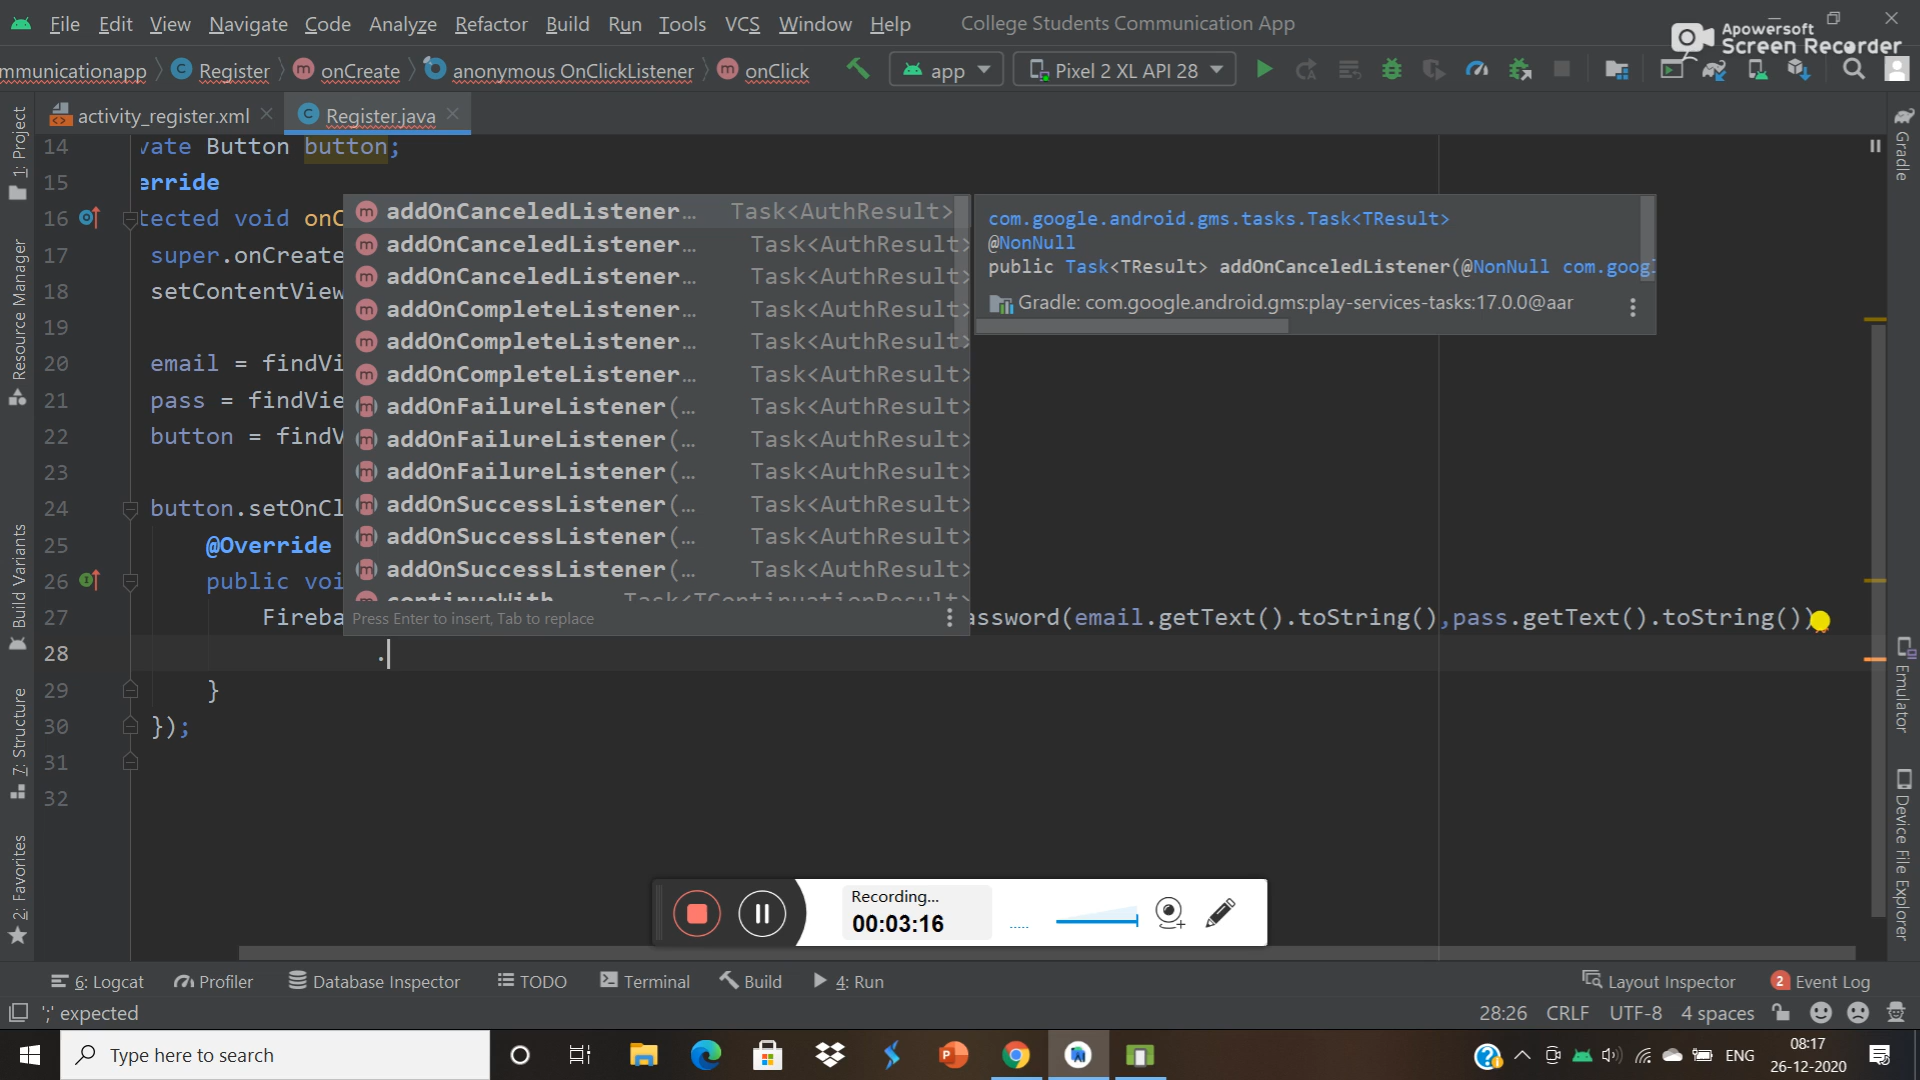 File Edit View Navigate Code Analyze Refactor Build Run Tools VCS Window Help College Students Communication App
Apowersoft
Screen Recorder
mmunicationapp Register onCreate anonymous OnClickListener onClick app Pixel 2 XL API 28
activity_register.xml Register.java
1: Project
Resource Manager
Build Variants
7: Structure
2: Favorites
Gradle
Emulator
Device File Explorer
14 vate Button button;
15 erride
16 tected void onC
17 super.onCreate
18 setContentView
19
20 email = findVi
21 pass = findVie
22 button = findV
23
24 button.setOnCl
25 @Override
26 public voi
27 Fireba assword(email.getText().toString(),pass.getText().toString())
28 .
29 }
30 });
31
32
addOnCanceledListener… Task<AuthResult>
addOnCanceledListener… Task<AuthResult>
addOnCanceledListener… Task<AuthResult>
addOnCompleteListener… Task<AuthResult>
addOnCompleteListener… Task<AuthResult>
addOnCompleteListener… Task<AuthResult>
addOnFailureListener(… Task<AuthResult>
addOnFailureListener(… Task<AuthResult>
addOnFailureListener(… Task<AuthResult>
addOnSuccessListener(… Task<AuthResult>
addOnSuccessListener(… Task<AuthResult>
addOnSuccessListener(… Task<AuthResult>
continueWith Task<TContinuationResult>
Press Enter to insert, Tab to replace
com.google.android.gms.tasks.Task<TResult>
@NonNull
public Task<TResult> addOnCanceledListener(@NonNull com.goog
Gradle: com.google.android.gms:play-services-tasks:17.0.0@aar
Recording...
00:03:16
6: Logcat Profiler Database Inspector TODO Terminal Build 4: Run Layout Inspector 2 Event Log
';' expected 28:26 CRLF UTF-8 4 spaces
Type here to search ENG
08:17
26-12-2020